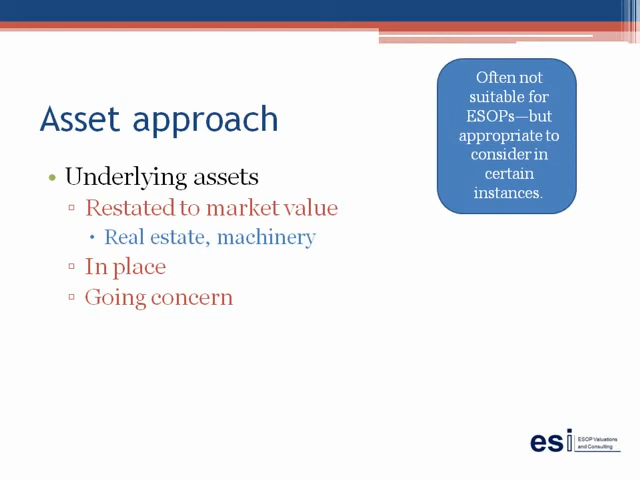 Often not
suitable for
ESOPs—but
appropriate to
consider in
certain
instances.
Asset approach
• Underlying assets
▫ Restated to market value
• Real estate, machinery
▫ In place
▫ Going concern
esi
ESOP Valuations
and Consulting